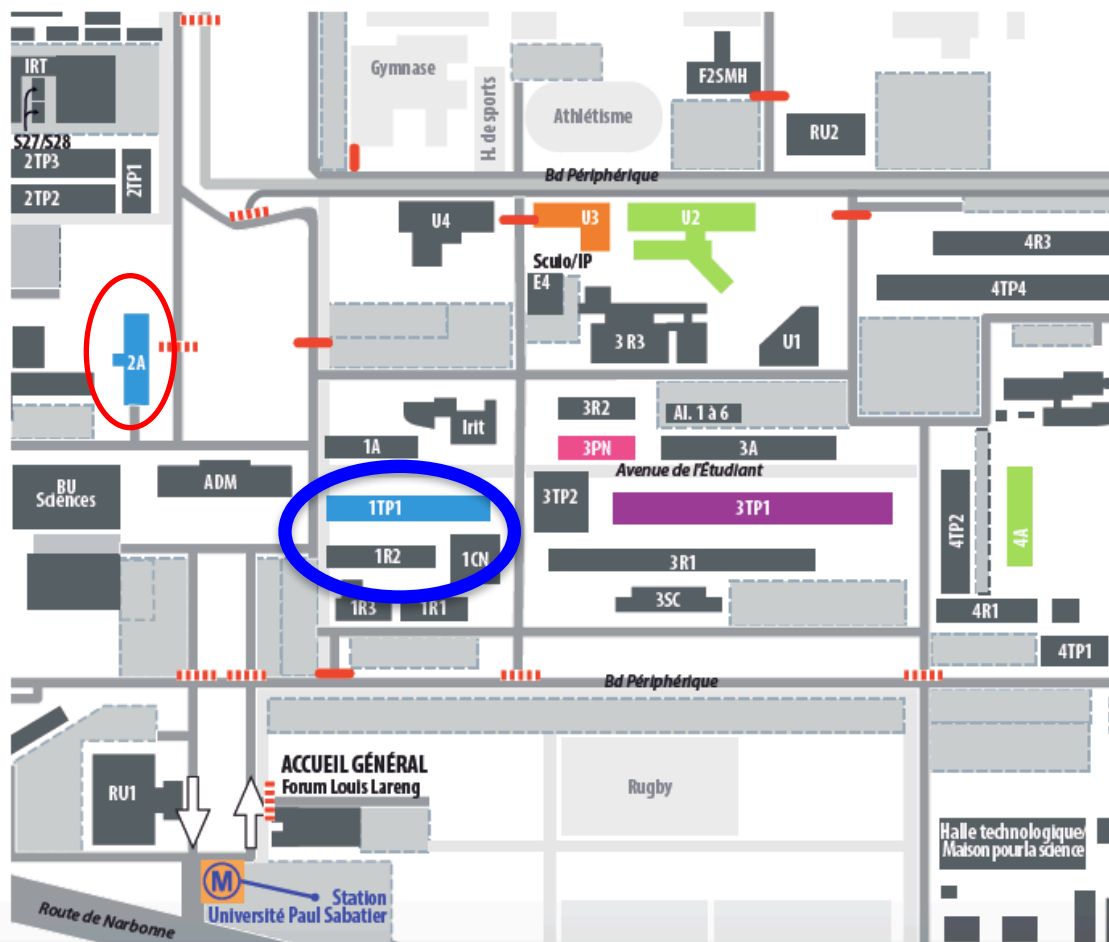 IRT
S27/S28
2TP3
2TP2
2TP1
Gymnase
H. de sports
Athlétisme
F2SMH
RU2
Bd Périphérique
U4
U3
U2
Sculo/IP
E4
3 R3
U1
4R3
4TP4
2A
Irit
1A
3R2
Al. 1 à 6
3PN
3A
Avenue de l'Étudiant
BU
Sciences
ADM
1TP1
3TP2
3TP1
4TP2
4A
1R2
1CN
3R1
1R3
1R1
3SC
4R1
4TP1
Bd Périphérique
ACCUEIL GÉNÉRAL
Forum Louis Lareng
RU1
Rugby
Halle technologique/
Maison pour la science
M
Station
Université Paul Sabatier
Route de Narbonne